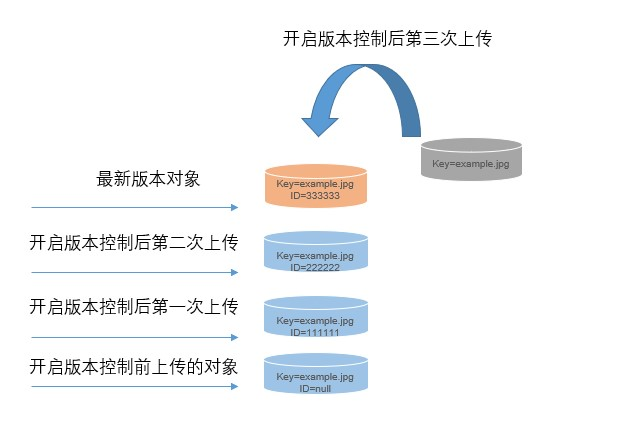 开启版本控制后第三次上传
Key=example.jpg
最新版本对象
Key=example.jpg
ID=333333
开启版本控制后第二次上传
Key=example.jpg
ID=222222
开启版本控制后第一次上传
Key=example.jpg
ID=111111
开启版本控制前上传的对象
Key=example.jpg
ID=null